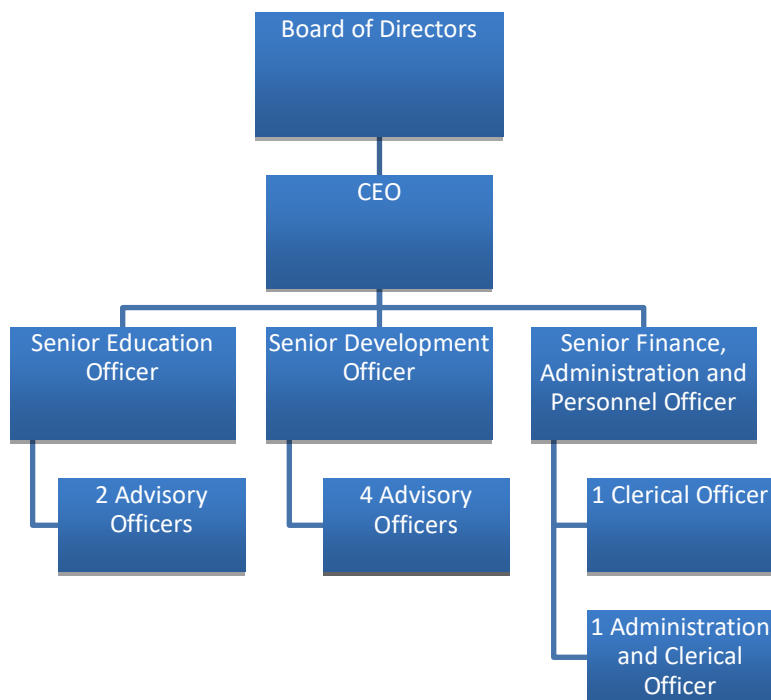 Board of Directors
CEO
Senior Education
Officer
Senior Development
Officer
Senior Finance,
Administration and
Personnel Officer
2 Advisory
Officers
4 Advisory
Officers
1 Clerical Officer
1 Administration
and Clerical
Officer